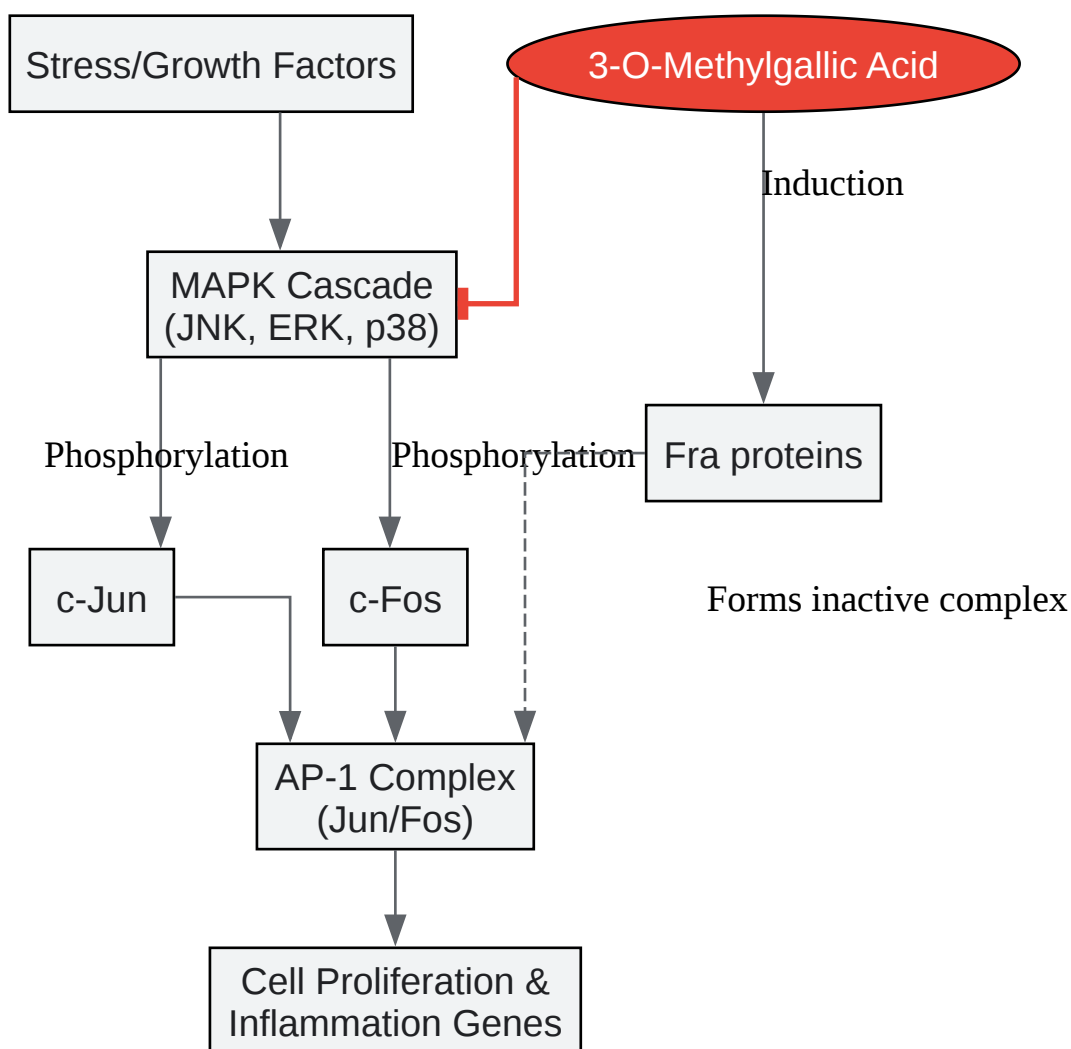 Stress/Growth Factors
3-O-Methylgallic Acid
Induction
MAPK Cascade
(JNK, ERK, p38)
Phosphorylation
Phosphorylation
Fra proteins
c-Jun
c-Fos
Forms inactive complex
AP-1 Complex
(Jun/Fos)
Cell Proliferation &
Inflammation Genes